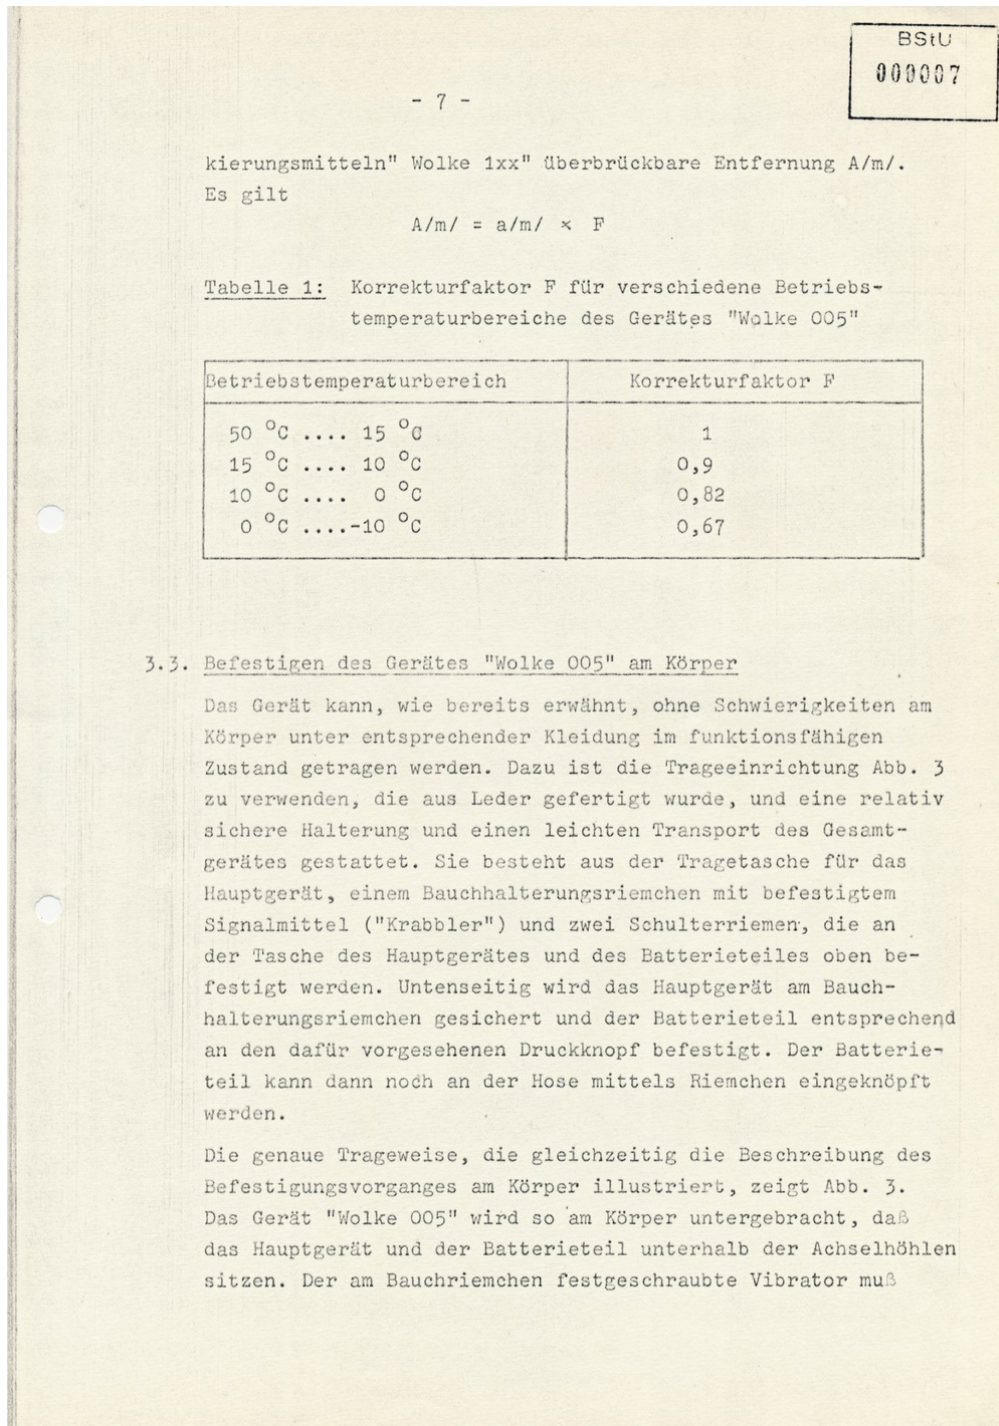 BStU
000007
- 7 -
kierungsmitteln" Wolke 1xx" überbrückbare Entfernung A/m/.
Es gilt
A/m/ = a/m/ × F
Tabelle 1: Korrekturfaktor F für verschiedene Betriebs-
temperaturbereiche des Gerätes "Wolke 005"
Betriebstemperaturbereich Korrekturfaktor F
50 °C .... 15 °C 1
15 °C .... 10 °C 0,9
10 °C .... 0 °C 0,82
0 °C ....-10 °C 0,67
3.3. Befestigen des Gerätes "Wolke 005" am Körper
Das Gerät kann, wie bereits erwähnt, ohne Schwierigkeiten am
Körper unter entsprechender Kleidung im funktionsfähigen
Zustand getragen werden. Dazu ist die Trageeinrichtung Abb. 3
zu verwenden, die aus Leder gefertigt wurde, und eine relativ
sichere Halterung und einen leichten Transport des Gesamt-
gerätes gestattet. Sie besteht aus der Tragetasche für das
Hauptgerät, einem Bauchhalterungsriemchen mit befestigtem
Signalmittel ("Krabbler") und zwei Schulterriemen, die an
der Tasche des Hauptgerätes und des Batterieteiles oben be-
festigt werden. Untenseitig wird das Hauptgerät am Bauch-
halterungsriemchen gesichert und der Batterieteil entsprechend
an den dafür vorgesehenen Druckknopf befestigt. Der Batterie-
teil kann dann noch an der Hose mittels Riemchen eingeknöpft
werden.
Die genaue Trageweise, die gleichzeitig die Beschreibung des
Befestigungsvorganges am Körper illustriert, zeigt Abb. 3.
Das Gerät "Wolke 005" wird so am Körper untergebracht, daß
das Hauptgerät und der Batterieteil unterhalb der Achselhöhlen
sitzen. Der am Bauchriemchen festgeschraubte Vibrator muß